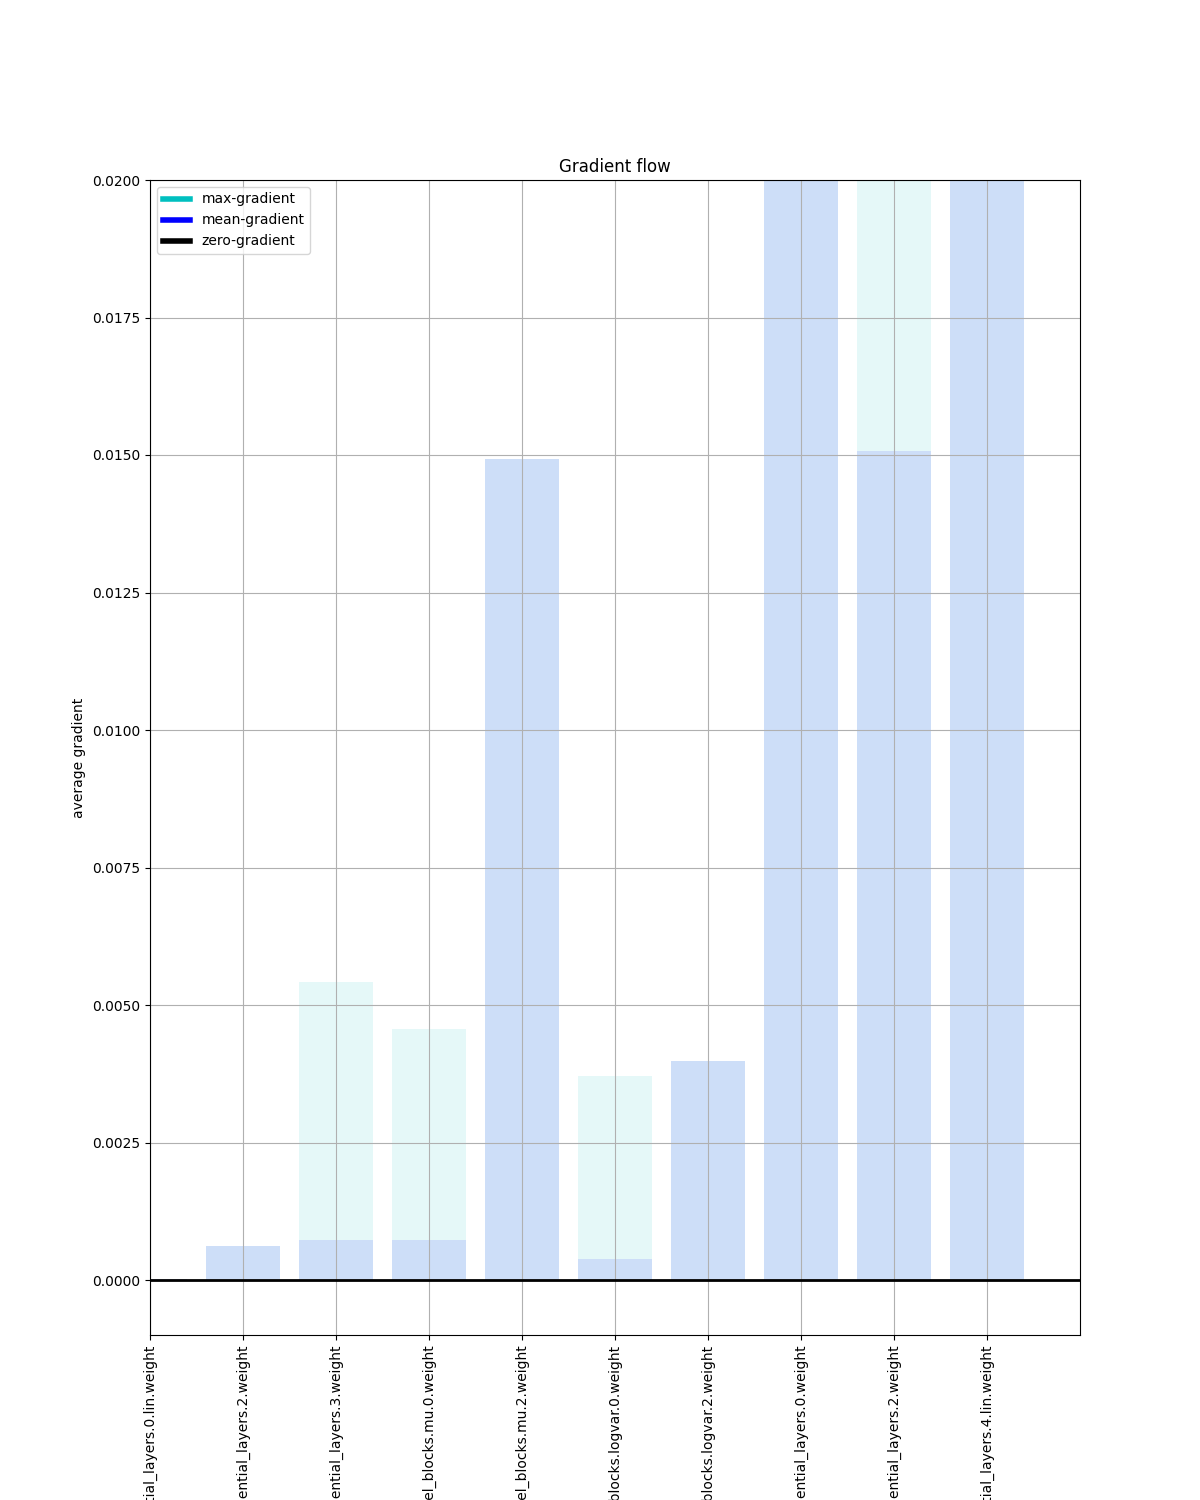 Gradient flow
max-gradient
mean-gradient
zero-gradient
average gradient
0.0200
0.0175
0.0150
0.0125
0.0100
0.0075
0.0050
0.0025
0.0000
tial_layers.0.lin.weight
ential_layers.2.weight
ential_layers.3.weight
el_blocks.mu.0.weight
el_blocks.mu.2.weight
blocks.logvar.0.weight
blocks.logvar.2.weight
ential_layers.0.weight
ential_layers.2.weight
tial_layers.4.lin.weight